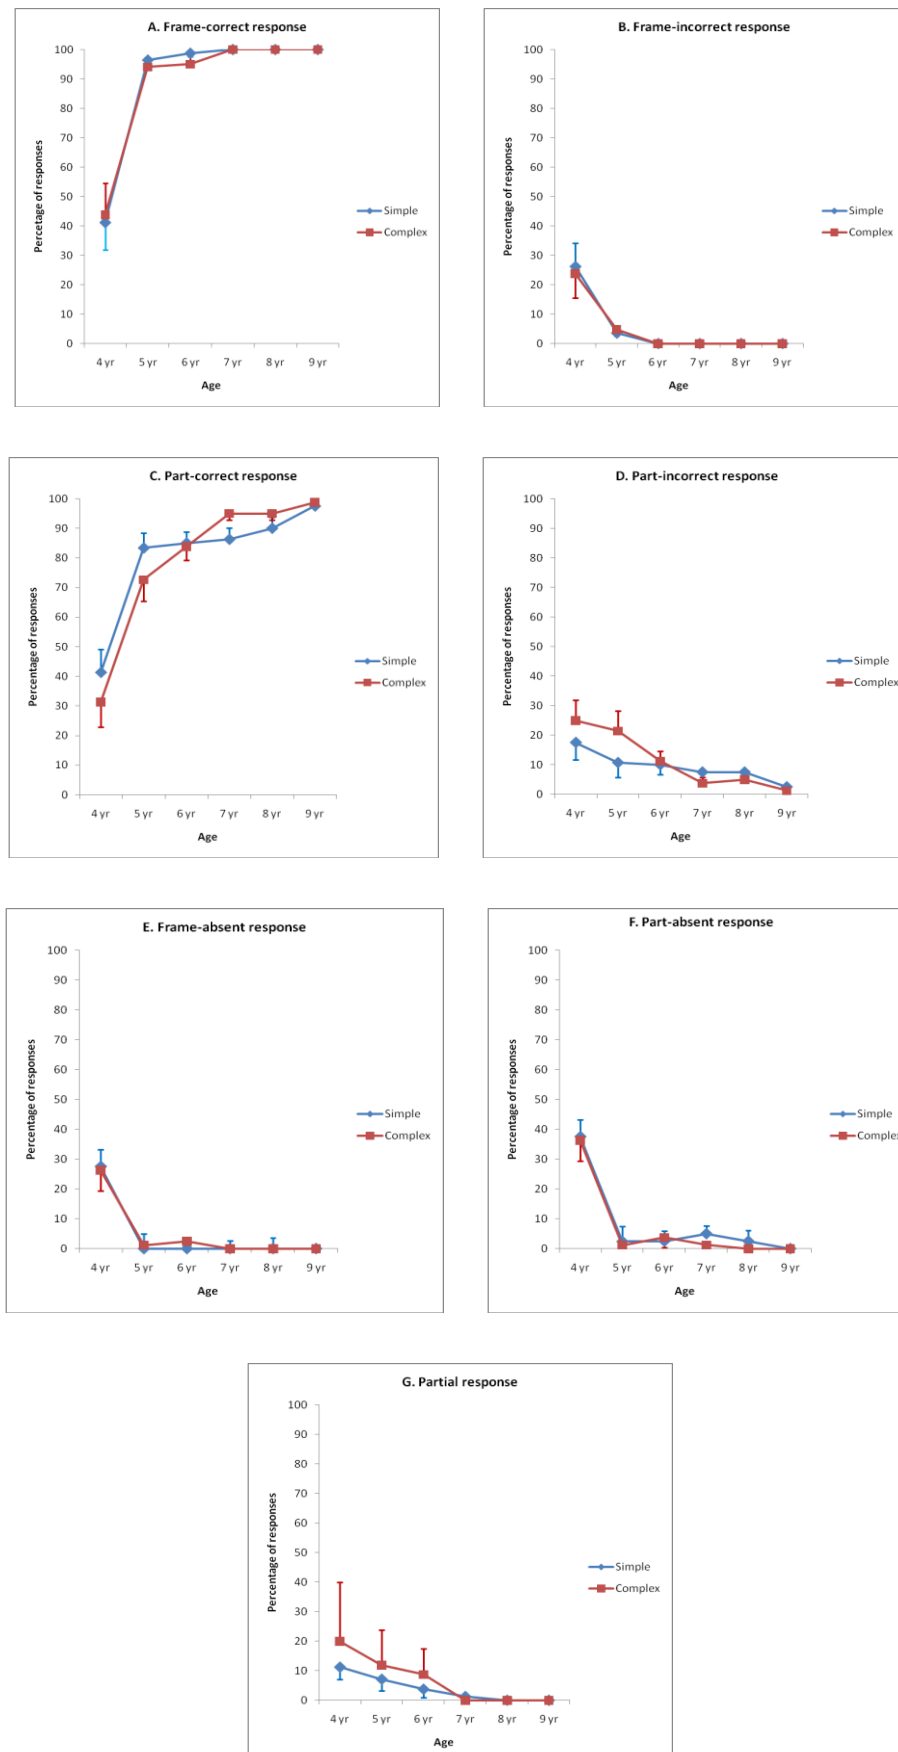 A. Frame-correct response
Percetage of responses
100
90
80
70
60
50
40
30
20
10
0
4 yr 5 yr 6 yr 7 yr 8 yr 9 yr
Age
Simple
Complex
B. Frame-incorrect response
Percentage of responses
100
90
80
70
60
50
40
30
20
10
0
4 yr 5 yr 6 yr 7 yr 8 yr 9 yr
Age
Simple
Complex
C. Part-correct response
Percentage of responses
100
90
80
70
60
50
40
30
20
10
0
4 yr 5 yr 6 yr 7 yr 8 yr 9 yr
Age
Simple
Complex
D. Part-incorrect response
Percentage of responses
100
90
80
70
60
50
40
30
20
10
0
4 yr 5 yr 6 yr 7 yr 8 yr 9 yr
Age
Simple
Complex
E. Frame-absent response
Percentage of responses
100
90
80
70
60
50
40
30
20
10
0
4 yr 5 yr 6 yr 7 yr 8 yr 9 yr
Age
Simple
Complex
F. Part-absent response
Percentage of responses
100
90
80
70
60
50
40
30
20
10
0
4 yr 5 yr 6 yr 7 yr 8 yr 9 yr
Age
Simple
Complex
G. Partial response
Percentage of responses
100
90
80
70
60
50
40
30
20
10
0
4 yr 5 yr 6 yr 7 yr 8 yr 9 yr
Age
Simple
Complex